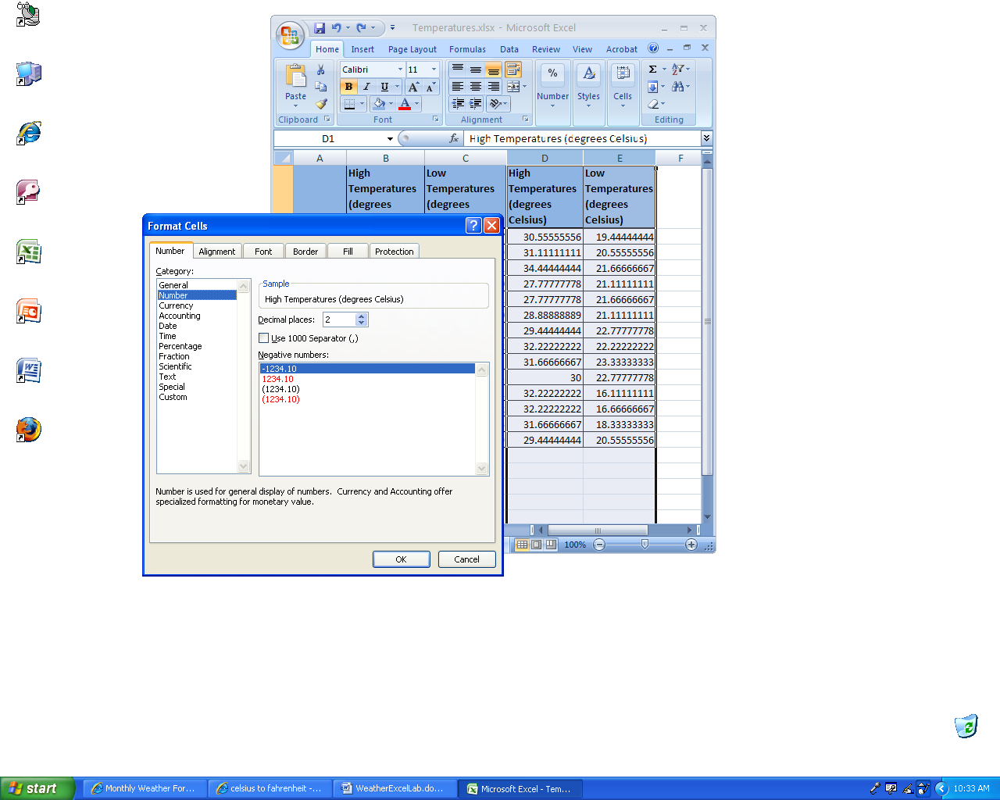 Temperatures.xlsx - Microsoft Excel
Home Insert Page Layout Formulas Data Review View Acrobat
Calibri 11
Paste
B I U
A A
%
Σ
Number Styles Cells
Clipboard Font Alignment Editing
D1 fx High Temperatures (degrees Celsius)
A B C D E F
High Temperatures (degrees
Low Temperatures (degrees
High Temperatures (degrees Celsius)
Low Temperatures (degrees Celsius)
30.55555556 19.44444444
31.11111111 20.55555556
34.44444444 21.66666667
27.77777778 21.11111111
27.77777778 21.66666667
28.88888889 21.11111111
29.44444444 22.77777778
32.22222222 22.22222222
31.66666667 23.33333333
30 22.77777778
32.22222222 16.11111111
32.22222222 16.66666667
31.66666667 18.33333333
29.44444444 20.55555556
100%
Format Cells
Number Alignment Font Border Fill Protection
Category:
General
Number
Currency
Accounting
Date
Time
Percentage
Fraction
Scientific
Text
Special
Custom
Sample
High Temperatures (degrees Celsius)
Decimal places: 2
Use 1000 Separator (,)
Negative numbers:
-1234.10
1234.10
(1234.10)
(1234.10)
Number is used for general display of numbers. Currency and Accounting offer
specialized formatting for monetary value.
OK Cancel
start Monthly Weather For... celsius to fahrenheit -... WeatherExcelLab.do... Microsoft Excel - Tem... 10:33 AM